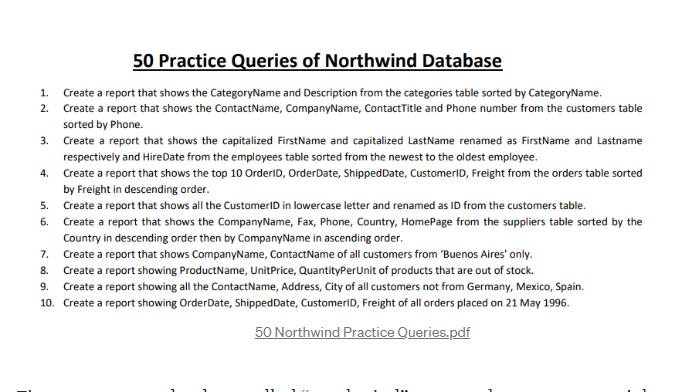 50 Practice Queries of Northwind Database
1. Create a report that shows the CategoryName and Description from the categories table sorted by CategoryName.
2. Create a report that shows the ContactName, CompanyName, ContactTitle and Phone number from the customers table
sorted by Phone.
3. Create a report that shows the capitalized FirstName and capitalized LastName renamed as FirstName and Lastname
respectively and HireDate from the employees table sorted from the newest to the oldest employee.
4. Create a report that shows the top 10 OrderID, OrderDate, ShippedDate, CustomerID, Freight from the orders table sorted
by Freight in descending order.
5. Create a report that shows all the CustomerID in lowercase letter and renamed as ID from the customers table.
6. Create a report that shows the CompanyName, Fax, Phone, Country, HomePage from the suppliers table sorted by the
Country in descending order then by CompanyName in ascending order.
7. Create a report that shows CompanyName, ContactName of all customers from ‘Buenos Aires' only.
8. Create a report showing ProductName, UnitPrice, QuantityPerUnit of products that are out of stock.
9. Create a report showing all the ContactName, Address, City of all customers not from Germany, Mexico, Spain.
10. Create a report showing OrderDate, ShippedDate, CustomerID, Freight of all orders placed on 21 May 1996.
50 Northwind Practice Queries.pdf